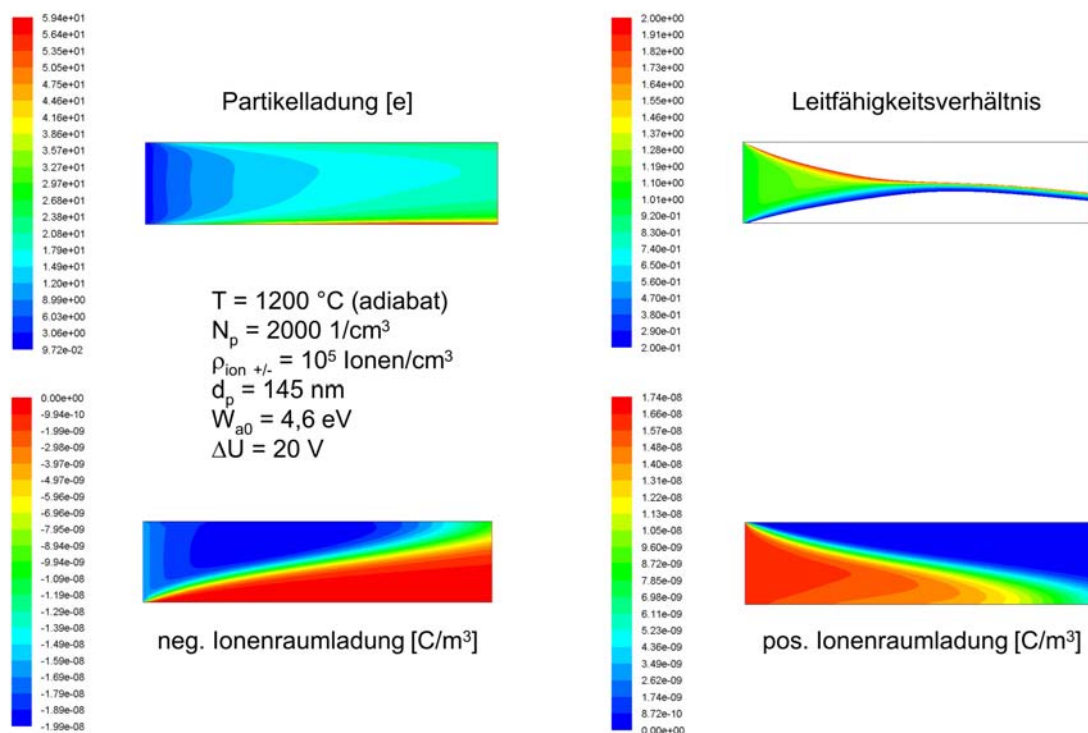 5.94e+01
5.64e+01
5.35e+01
5.05e+01
4.75e+01
4.46e+01
4.16e+01
3.86e+01
3.57e+01
3.27e+01
2.97e+01
2.68e+01
2.38e+01
2.08e+01
1.79e+01
1.49e+01
1.20e+01
8.99e+00
6.03e+00
3.06e+00
9.72e-02
Partikelladung [e]
2.00e+00
1.91e+00
1.82e+00
1.73e+00
1.64e+00
1.55e+00
1.46e+00
1.37e+00
1.28e+00
1.19e+00
1.10e+00
1.01e+00
9.20e-01
8.30e-01
7.40e-01
6.50e-01
5.60e-01
4.70e-01
3.80e-01
2.90e-01
2.00e-01
Leitfähigkeitsverhältnis
T = 1200 °C (adiabat)
Nₚ = 2000 1/cm³
ρion +/- = 10⁵ Ionen/cm³
dₚ = 145 nm
Wa0 = 4,6 eV
ΔU = 20 V
0.00e+00
-9.94e-10
-1.99e-09
-2.98e-09
-3.97e-09
-4.97e-09
-5.96e-09
-6.96e-09
-7.95e-09
-8.94e-09
-9.94e-09
-1.09e-08
-1.19e-08
-1.29e-08
-1.39e-08
-1.49e-08
-1.59e-08
-1.69e-08
-1.79e-08
-1.89e-08
-1.99e-08
neg. Ionenraumladung [C/m³]
1.74e-08
1.66e-08
1.57e-08
1.48e-08
1.40e-08
1.31e-08
1.22e-08
1.13e-08
1.05e-08
9.60e-09
8.72e-09
7.85e-09
6.98e-09
6.11e-09
5.23e-09
4.36e-09
3.49e-09
2.62e-09
1.74e-09
8.72e-10
0.00e+00
pos. Ionenraumladung [C/m³]